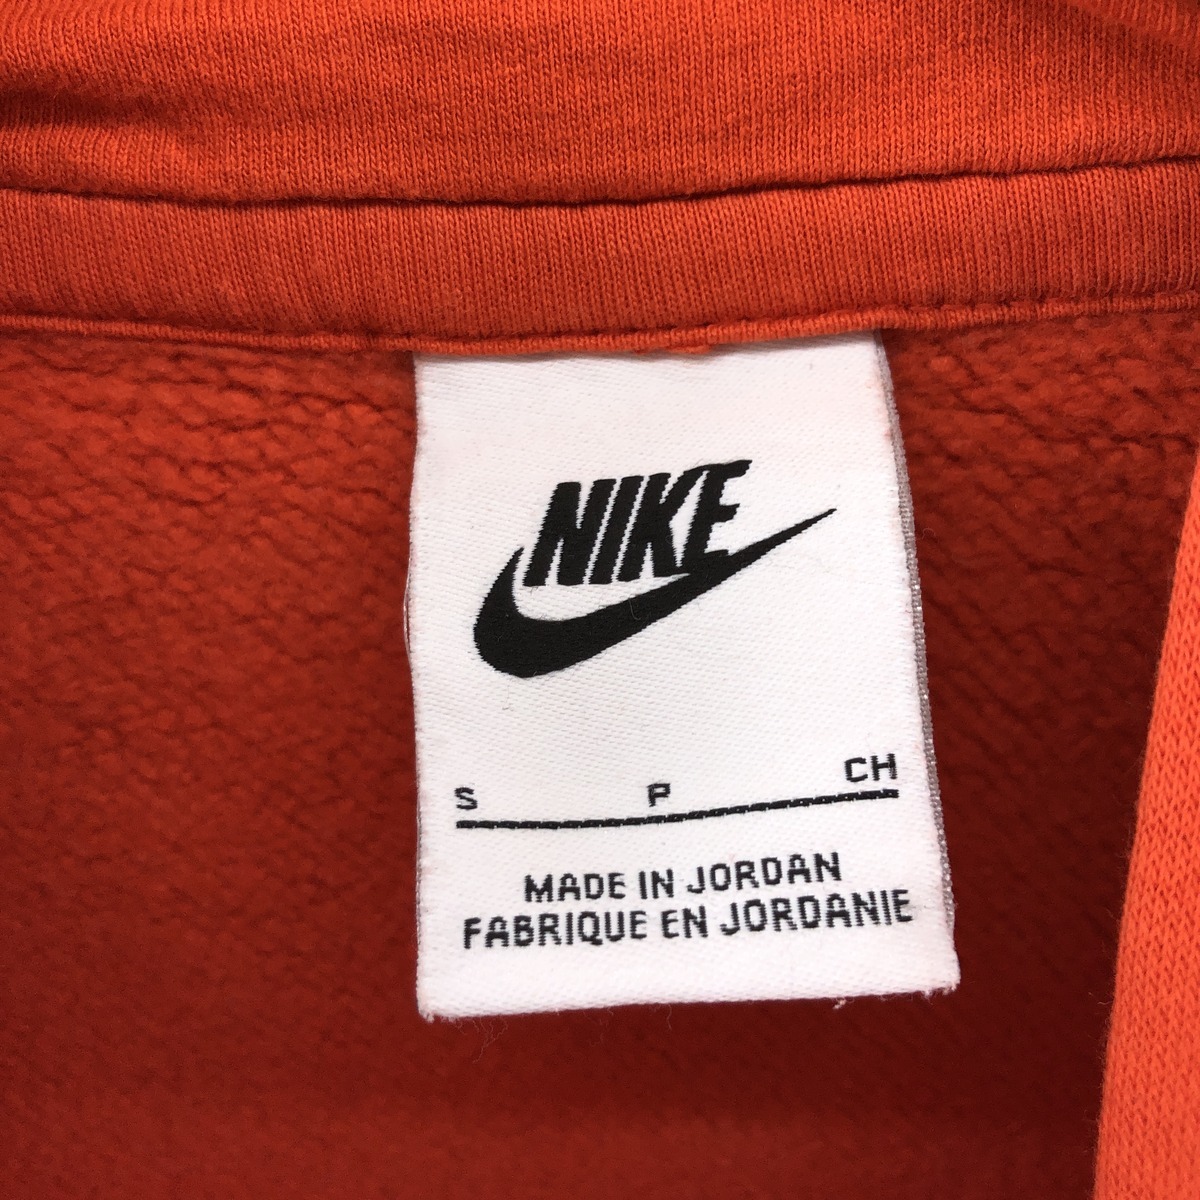 NIKE
S P CH
MADE IN JORDAN
FABRIQUE EN JORDANIE